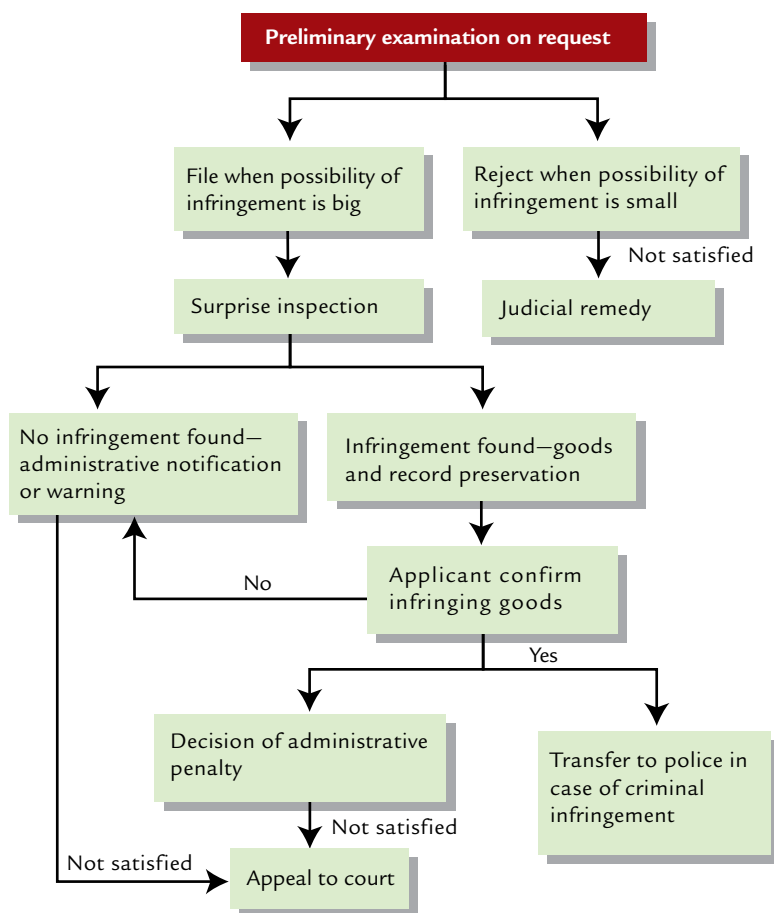 Preliminary examination on request
File when possibility of
infringement is big
Reject when possibility of
infringement is small
Not satisfied
Surprise inspection
Judicial remedy
No infringement found—
administrative notification
or warning
Infringement found—goods
and record preservation
Applicant confirm
infringing goods
No
Yes
Decision of administrative
penalty
Transfer to police in
case of criminal
infringement
Not satisfied
Not satisfied
Appeal to court